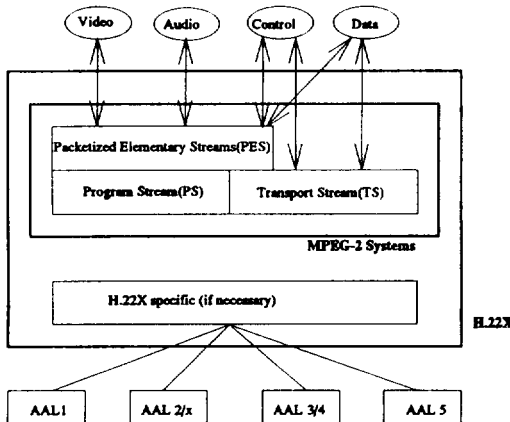 Video Audio Control Data
Packetized Elementary Streams(PES)
Program Stream(PS) Transport Stream(TS)
MPEG-2 Systems
H.22X specific (if necessary)
H.22X
AAL1 AAL 2/x AAL 3/4 AAL 5